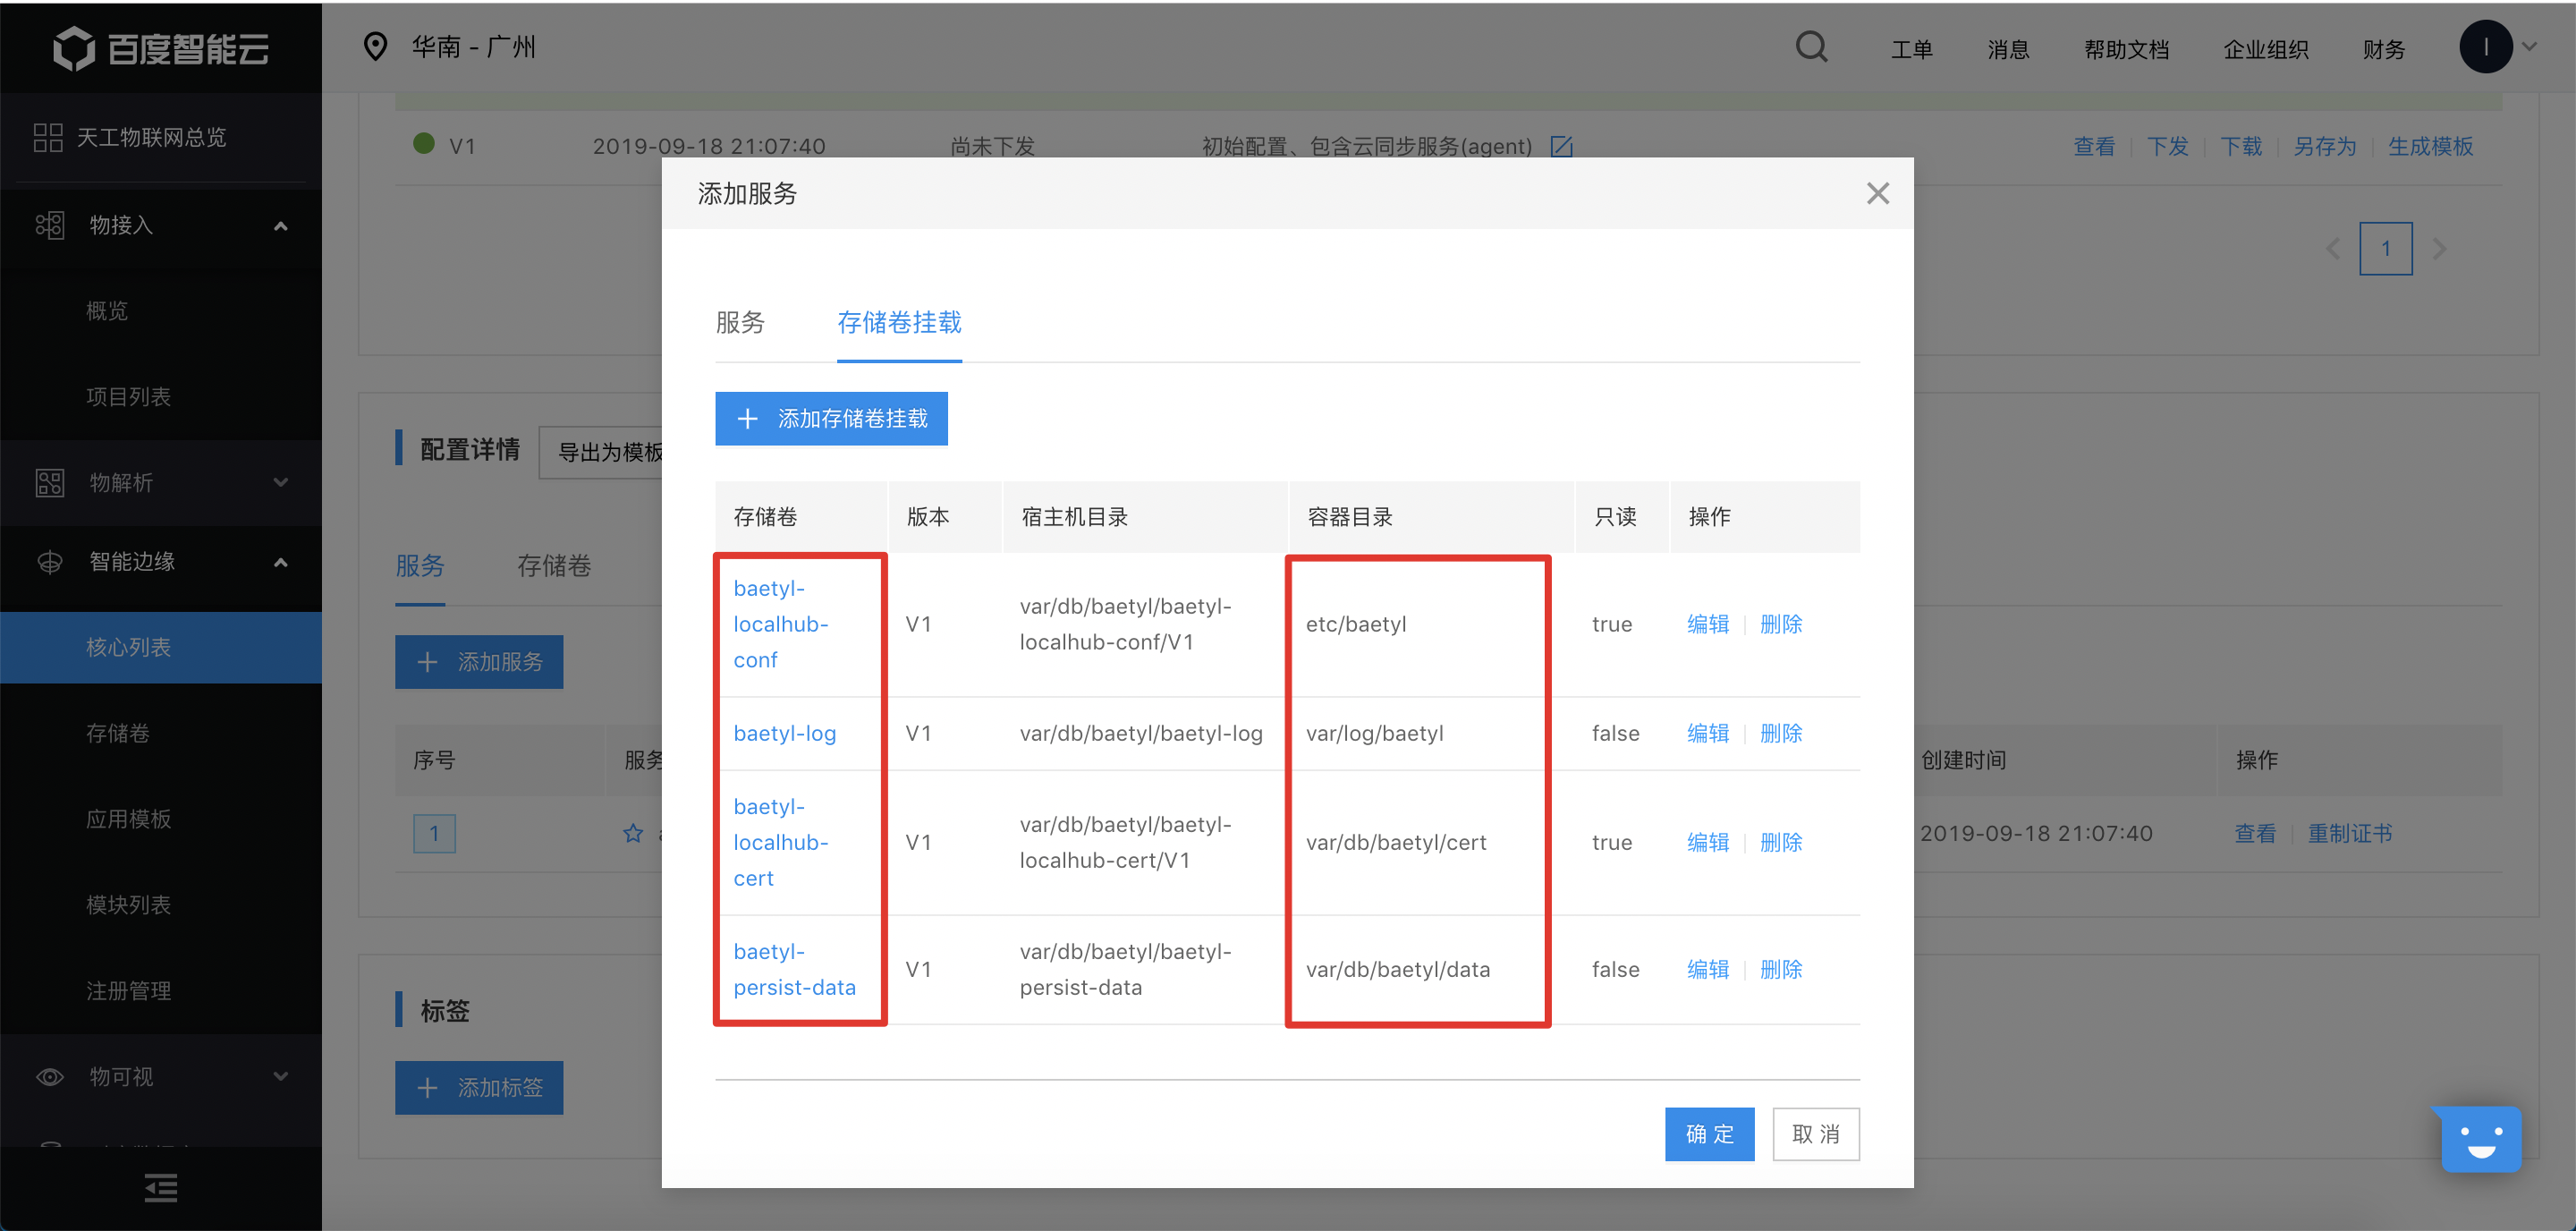 百度智能云
华南 - 广州
工单 消息 帮助文档 企业组织 财务
I
天工物联网总览
物接入
概览
项目列表
物解析
智能边缘
核心列表
存储卷
应用模板
模块列表
注册管理
物可视
V1 2019-09-18 21:07:40 尚未下发 初始配置、包含云同步服务(agent) 查看 下发 下载 另存为 生成模板
1
配置详情 导出为模板
服务 存储卷
添加服务
序号 服务 创建时间 操作
1 2019-09-18 21:07:40 查看 重制证书
标签
添加标签
添加服务
服务 存储卷挂载
添加存储卷挂载
存储卷 版本 宿主机目录 容器目录 只读 操作
baetyl-
localhub-
conf
V1
var/db/baetyl/baetyl-
localhub-conf/V1
etc/baetyl true 编辑 删除
baetyl-log V1 var/db/baetyl/baetyl-log var/log/baetyl false 编辑 删除
baetyl-
localhub-
cert
V1
var/db/baetyl/baetyl-
localhub-cert/V1
var/db/baetyl/cert true 编辑 删除
baetyl-
persist-data
V1
var/db/baetyl/baetyl-
persist-data
var/db/baetyl/data false 编辑 删除
确定 取消